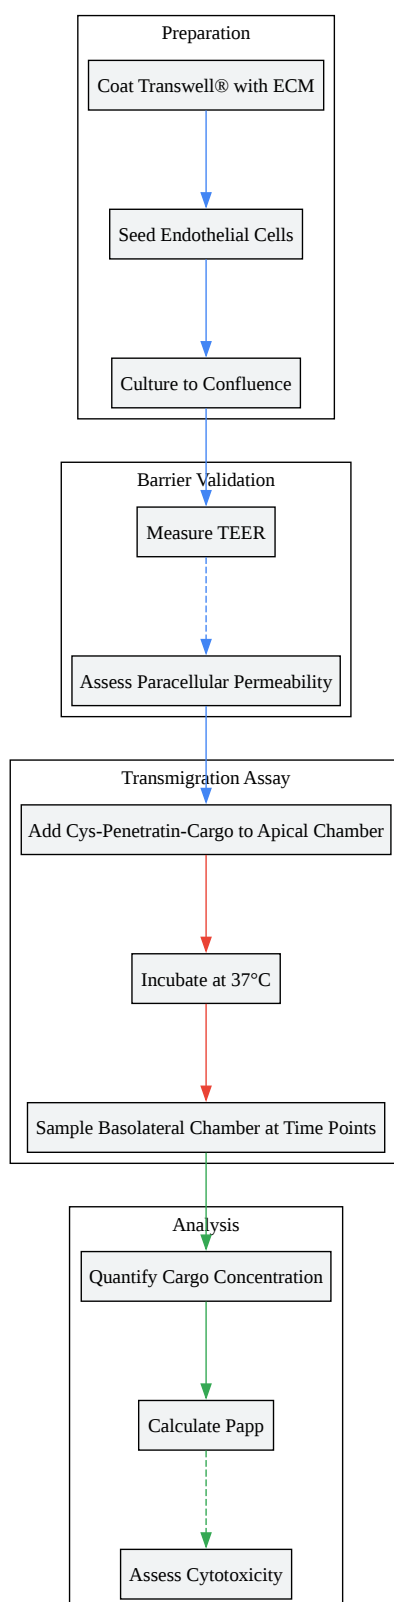 Preparation
Coat Transwell® with ECM
Seed Endothelial Cells
Culture to Confluence
Barrier Validation
Measure TEER
Assess Paracellular Permeability
Transmigration Assay
Add Cys-Penetratin-Cargo to Apical Chamber
Incubate at 37°C
Sample Basolateral Chamber at Time Points
Analysis
Quantify Cargo Concentration
Calculate Papp
Assess Cytotoxicity